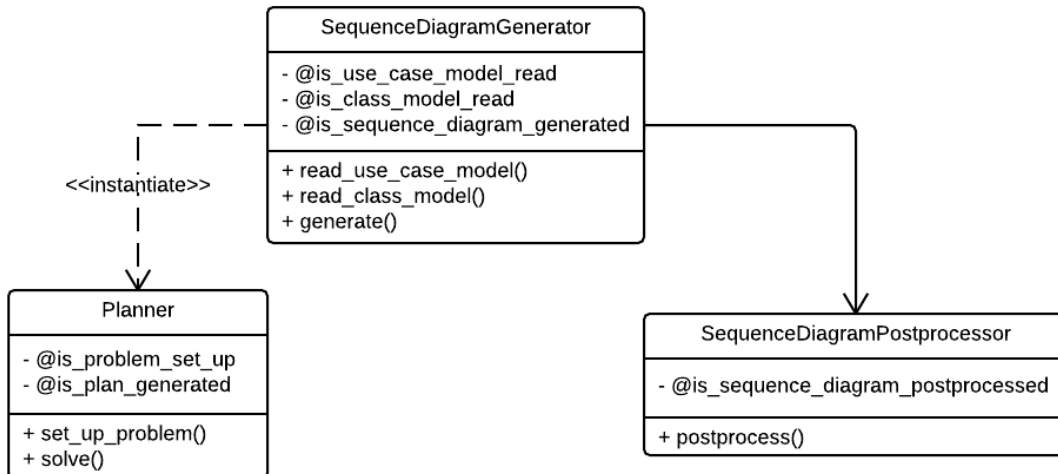 SequenceDiagramGenerator
- @is_use_case_model_read
- @is_class_model_read
- @is_sequence_diagram_generated
+ read_use_case_model()
+ read_class_model()
+ generate()
<<instantiate>>
Planner
- @is_problem_set_up
- @is_plan_generated
+ set_up_problem()
+ solve()
SequenceDiagramPostprocessor
- @is_sequence_diagram_postprocessed
+ postprocess()